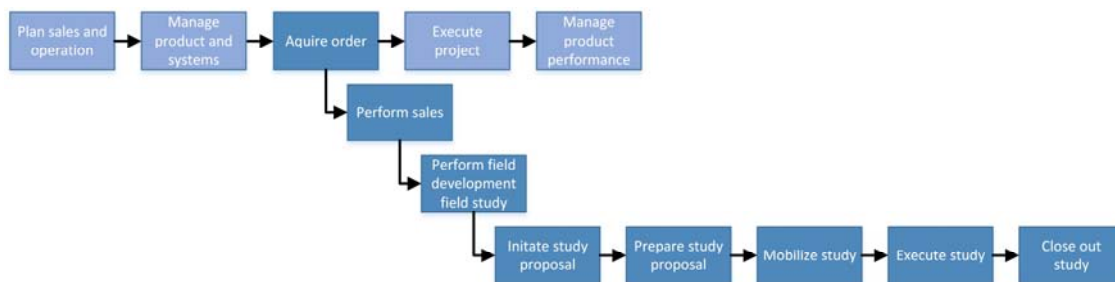 Plan sales and
operation
Manage
product and
systems
Aquire order
Execute
project
Manage
product
performance
Perform sales
Perform field
development
field study
Initate study
proposal
Prepare study
proposal
Mobilize study
Execute study
Close out
study